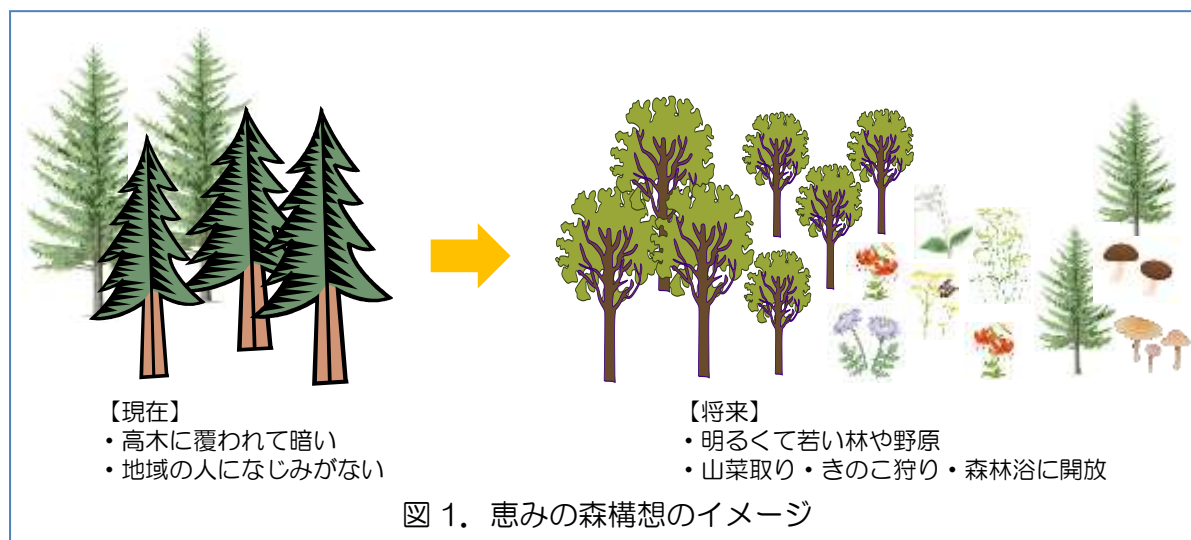 【現在】
・高木に覆われて暗い
・地域の人になじみがない
【将来】
・明るくて若い林や野原
・山菜取り・きのこ狩り・森林浴に開放
図 1．恵みの森構想のイメージ